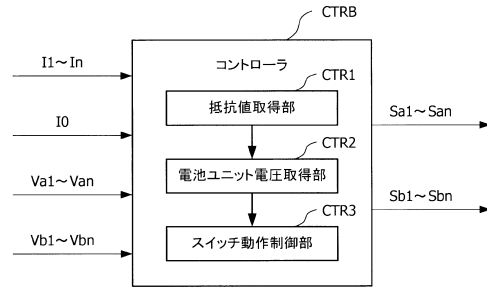 CTRB
コントローラ
I1～In
CTR1
抵抗値取得部
I0
Sa1～San
CTR2
電池ユニット電圧取得部
Va1～Van
Sb1～Sbn
CTR3
スイッチ動作制御部
Vb1～Vbn